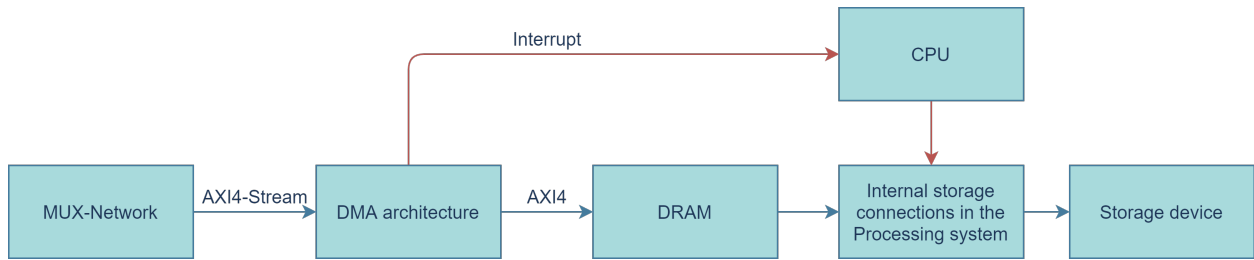 Interrupt
CPU
MUX-Network
AXI4-Stream
DMA architecture
AXI4
DRAM
Internal storage
connections in the
Processing system
Storage device